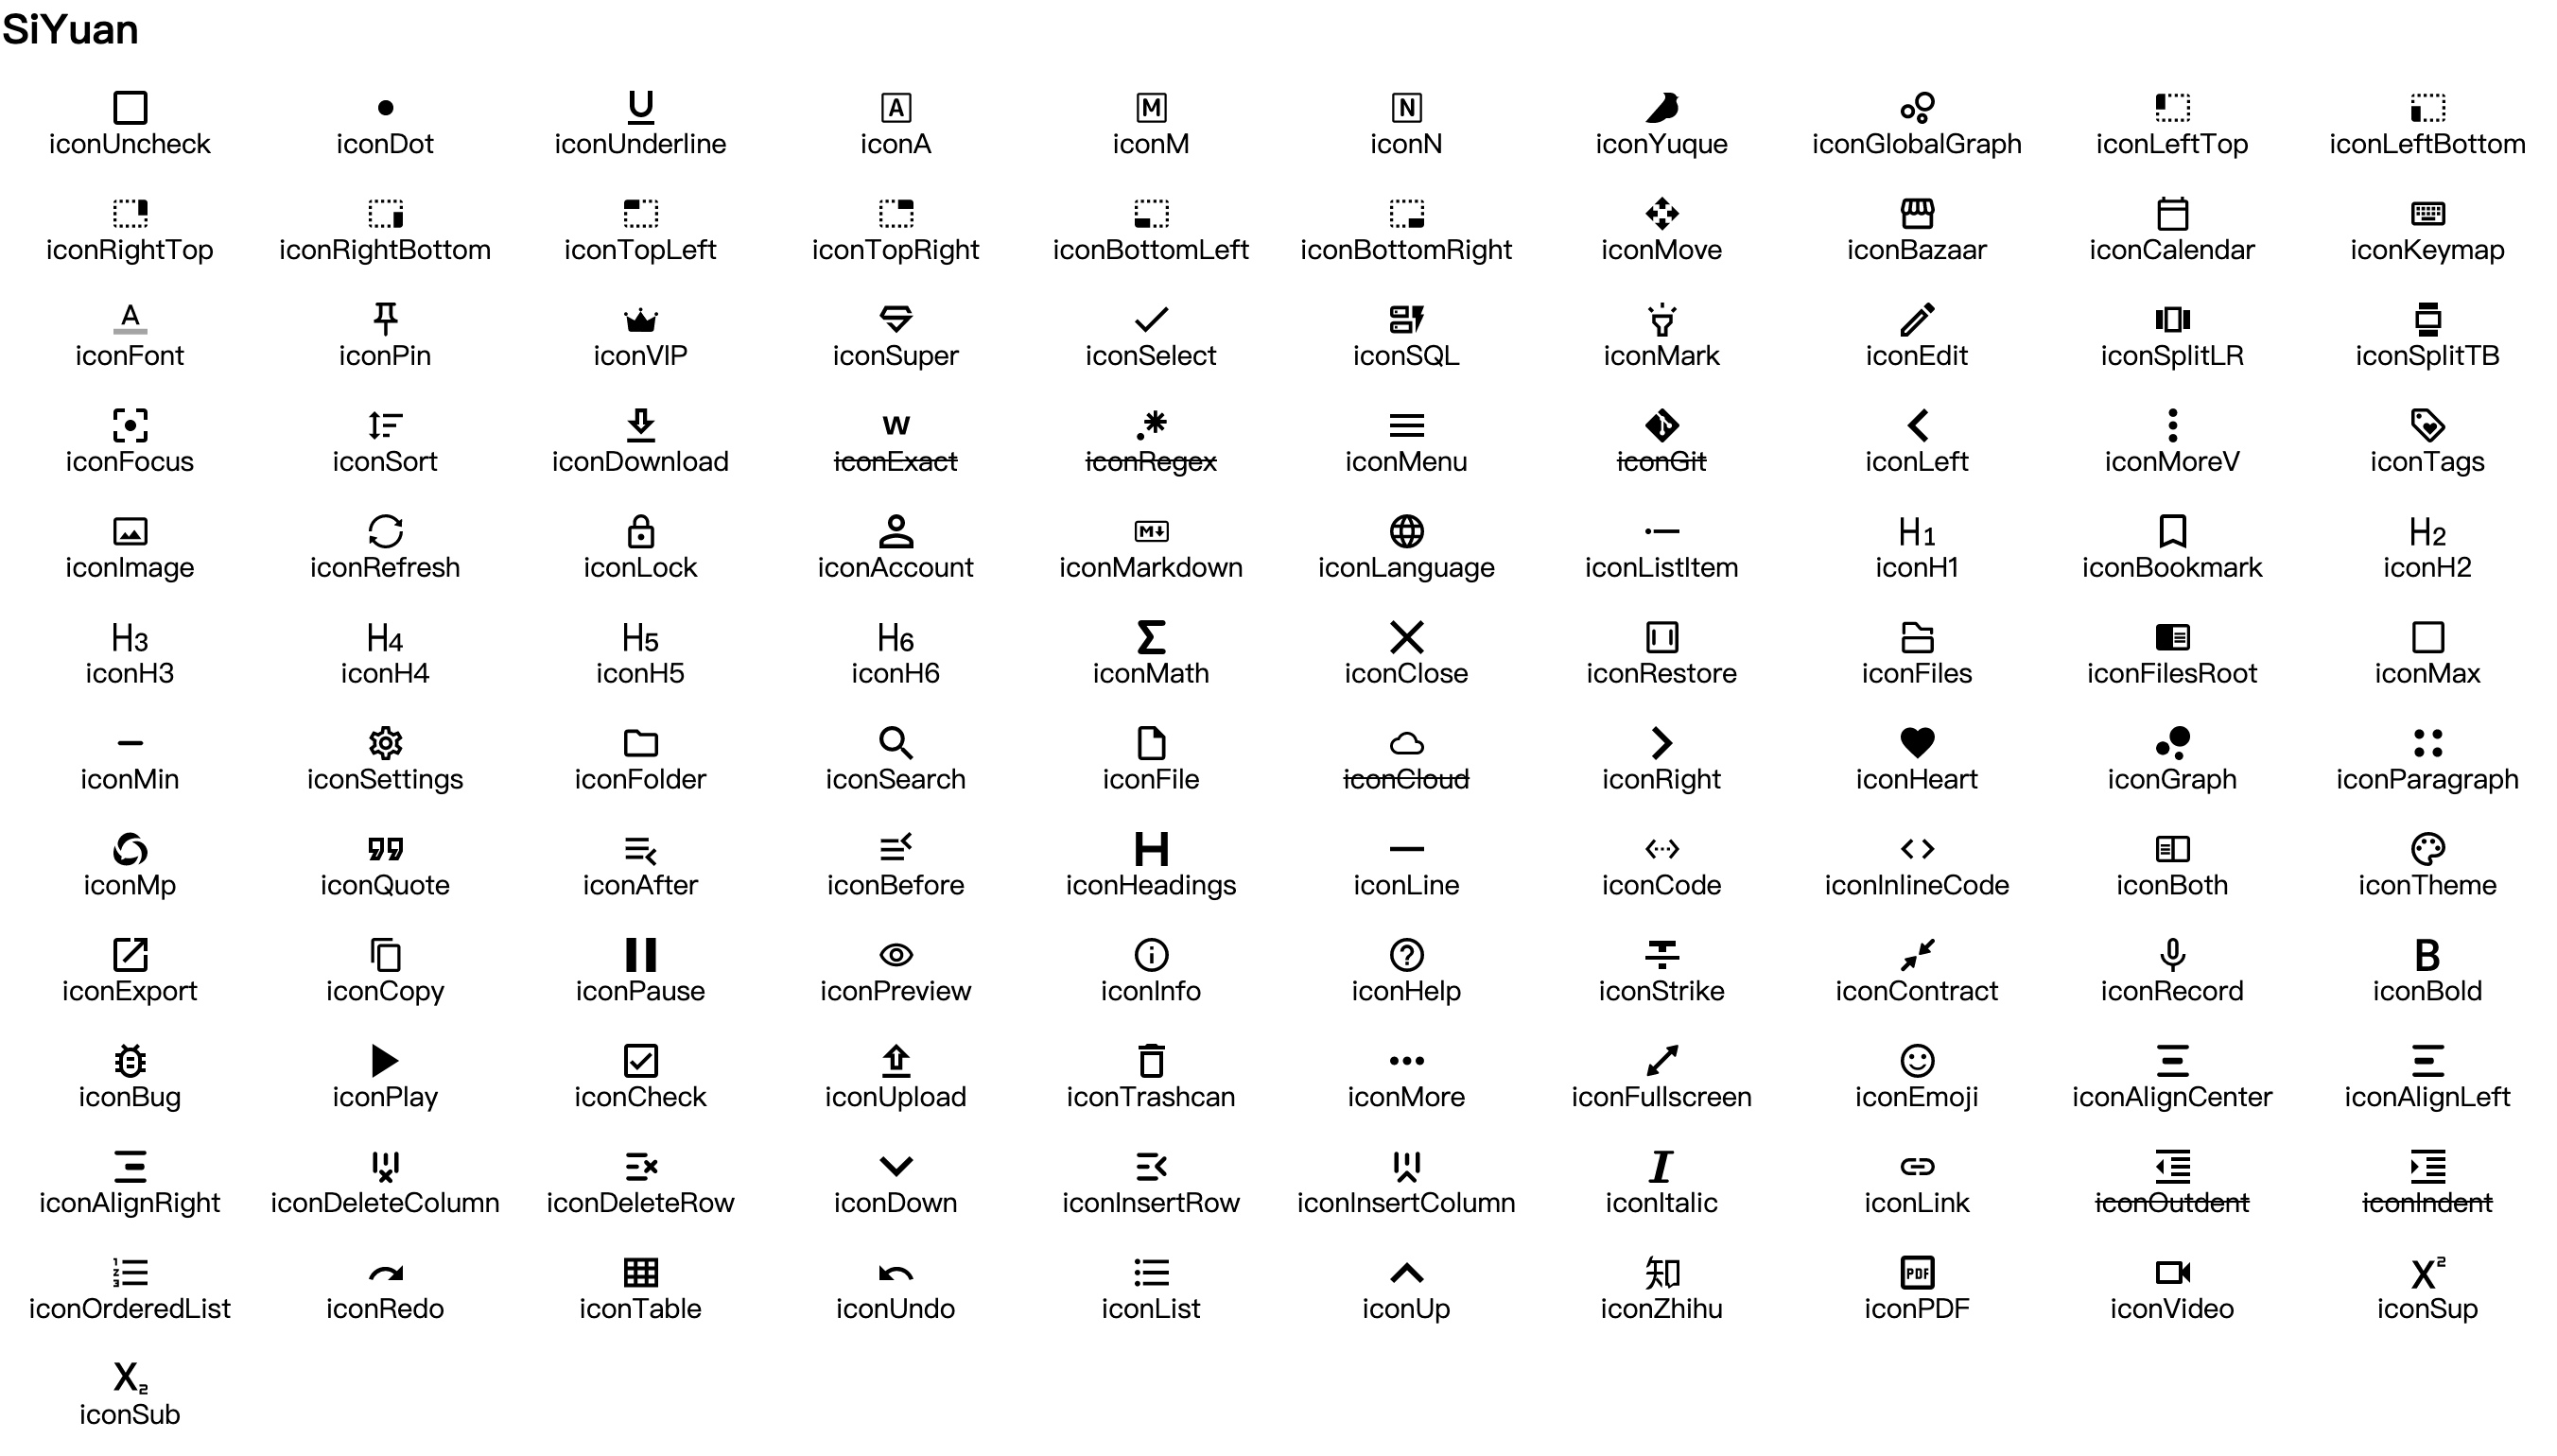 SiYuan
iconUncheck iconDot iconUnderline iconA iconM iconN iconYuque iconGlobalGraph iconLeftTop iconLeftBottom
iconRightTop iconRightBottom iconTopLeft iconTopRight iconBottomLeft iconBottomRight iconMove iconBazaar iconCalendar iconKeymap
iconFont iconPin iconVIP iconSuper iconSelect iconSQL iconMark iconEdit iconSplitLR iconSplitTB
iconFocus iconSort iconDownload iconExact iconRegex iconMenu iconGit iconLeft iconMoreV iconTags
iconImage iconRefresh iconLock iconAccount iconMarkdown iconLanguage iconListItem iconH1 iconBookmark iconH2
iconH3 iconH4 iconH5 iconH6 iconMath iconClose iconRestore iconFiles iconFilesRoot iconMax
iconMin iconSettings iconFolder iconSearch iconFile iconCloud iconRight iconHeart iconGraph iconParagraph
iconMp iconQuote iconAfter iconBefore iconHeadings iconLine iconCode iconInlineCode iconBoth iconTheme
iconExport iconCopy iconPause iconPreview iconInfo iconHelp iconStrike iconContract iconRecord iconBold
iconBug iconPlay iconCheck iconUpload iconTrashcan iconMore iconFullscreen iconEmoji iconAlignCenter iconAlignLeft
iconAlignRight iconDeleteColumn iconDeleteRow iconDown iconInsertRow iconInsertColumn iconItalic iconLink iconOutdent iconIndent
iconOrderedList iconRedo iconTable iconUndo iconList iconUp iconZhihu iconPDF iconVideo iconSup
iconSub